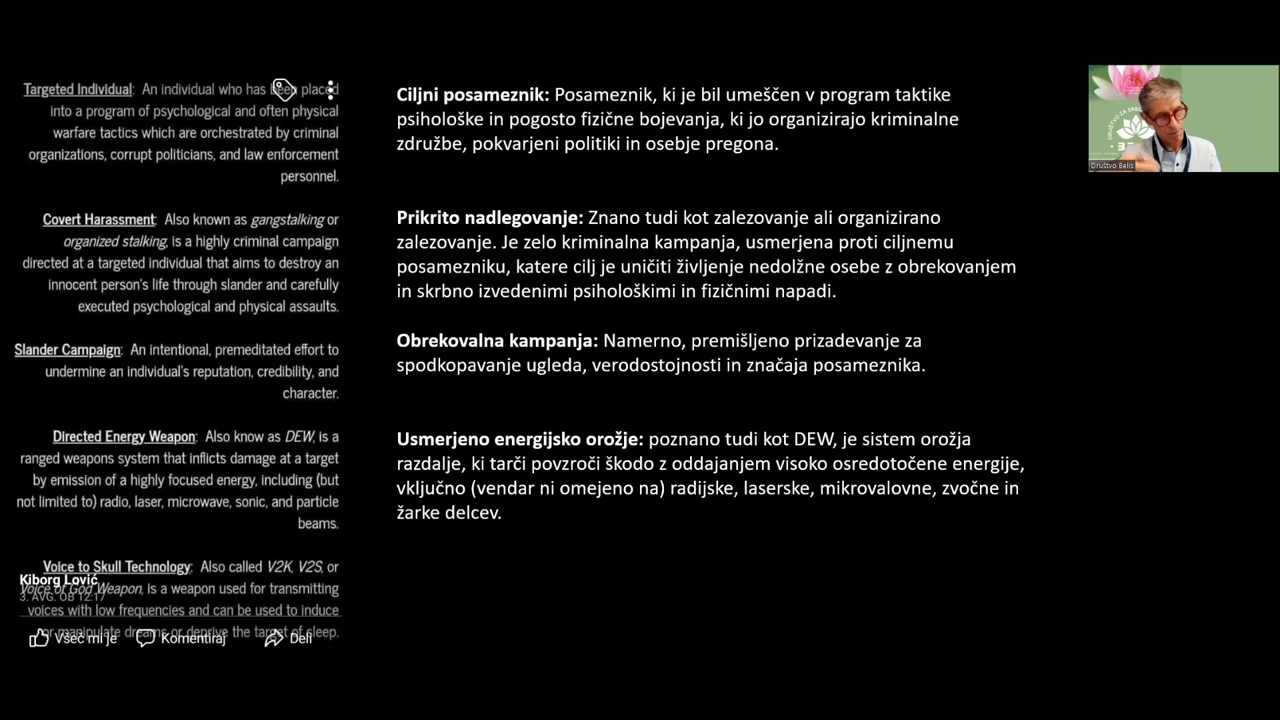 Targeted Individual: An individual who has been placed
into a program of psychological and often physical
warfare tactics which are orchestrated by criminal
organizations, corrupt politicians, and law enforcement
personnel.
Covert Harassment: Also known as gangstalking or
organized stalking, is a highly criminal campaign
directed at a targeted individual that aims to destroy an
innocent person's life through slander and carefully
executed psychological and physical assaults.
Slander Campaign: An intentional, premeditated effort to
undermine an individual's reputation, credibility, and
character.
Directed Energy Weapon: Also know as DEW, is a
ranged weapons system that inflicts damage at a target
by emission of a highly focused energy, including (but
not limited to) radio, laser, microwave, sonic, and particle
beams.
Voice to Skull Technology: Also called V2K, V2S, or
Kiborg Lović
Voice of God Weapon, is a weapon used for transmitting
3. AVG. OB 12:17
voices with low frequencies and can be used to induce
or manipulate dreams or deprive the target of sleep.
Všeč mi je Komentiraj Deli
Ciljni posameznik: Posameznik, ki je bil umeščen v program taktike
psihološke in pogosto fizične bojevanja, ki jo organizirajo kriminalne
združbe, pokvarjeni politiki in osebje pregona.
Prikrito nadlegovanje: Znano tudi kot zalezovanje ali organizirano
zalezovanje. Je zelo kriminalna kampanja, usmerjena proti ciljnemu
posamezniku, katere cilj je uničiti življenje nedolžne osebe z obrekovanjem
in skrbno izvedenimi psihološkimi in fizičnimi napadi.
Obrekovalna kampanja: Namerno, premišljeno prizadevanje za
spodkopavanje ugleda, verodostojnosti in značaja posameznika.
Usmerjeno energijsko orožje: poznano tudi kot DEW, je sistem orožja
razdalje, ki tarči povzroči škodo z oddajanjem visoko osredotočene energije,
vključno (vendar ni omejeno na) radijske, laserske, mikrovalovne, zvočne in
žarke delcev.
Društvo Belis